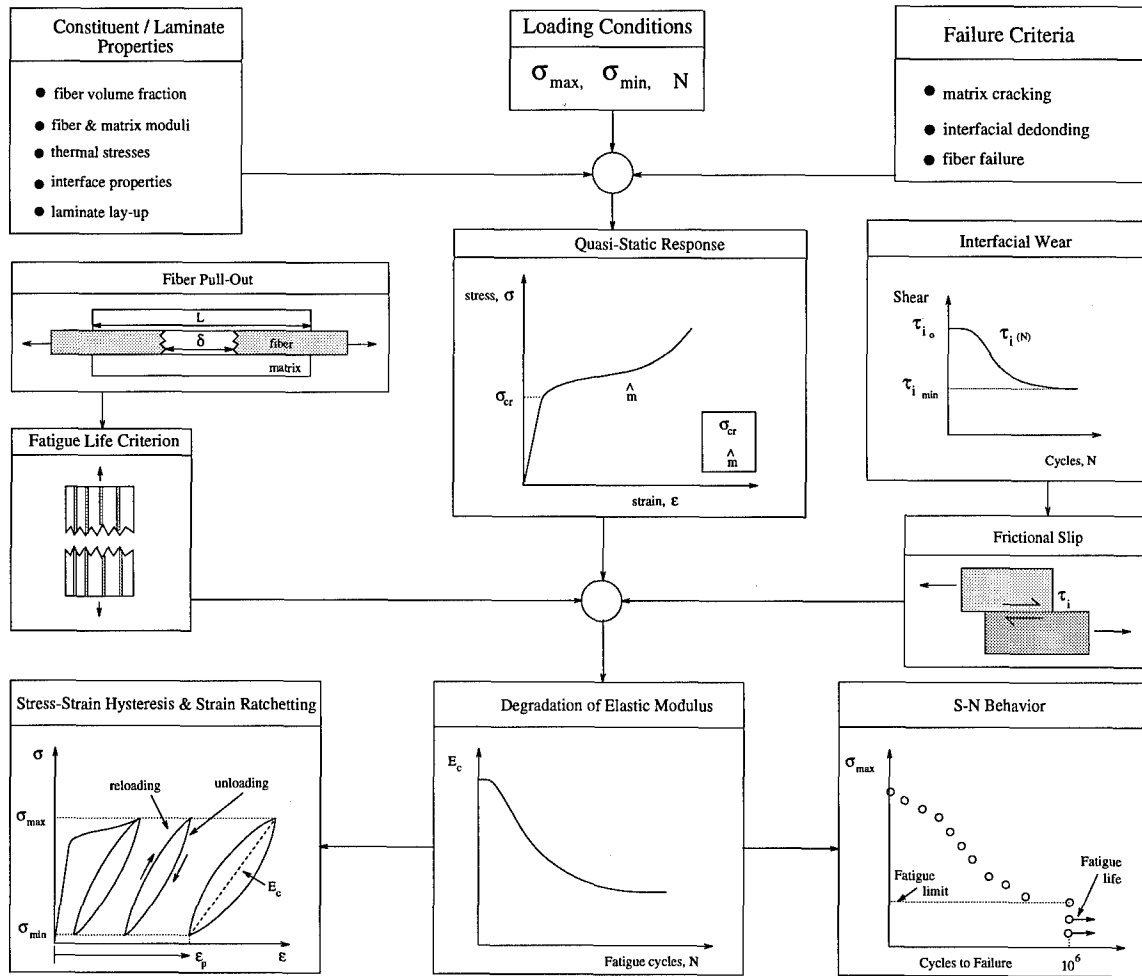 Constituent / Laminate
Properties
● fiber volume fraction
● fiber & matrix moduli
● thermal stresses
● interface properties
● laminate lay-up
Loading Conditions
σmax, σmin, N
Failure Criteria
● matrix cracking
● interfacial dedonding
● fiber failure
Fiber Pull-Out
L
δ
fiber
matrix
Quasi-Static Response
stress, σ
σcr
m̂
σcr
m̂
strain, ε
Interfacial Wear
Shear
τi o
τi (N)
τi min
Cycles, N
Fatigue Life Criterion
Frictional Slip
τi
Stress-Strain Hysteresis & Strain Ratchetting
σ
reloading
unloading
σmax
Ec
σmin
εp
ε
Degradation of Elastic Modulus
Ec
Fatigue cycles, N
S-N Behavior
σmax
Fatigue
limit
Fatigue
life
Cycles to Failure
10⁶